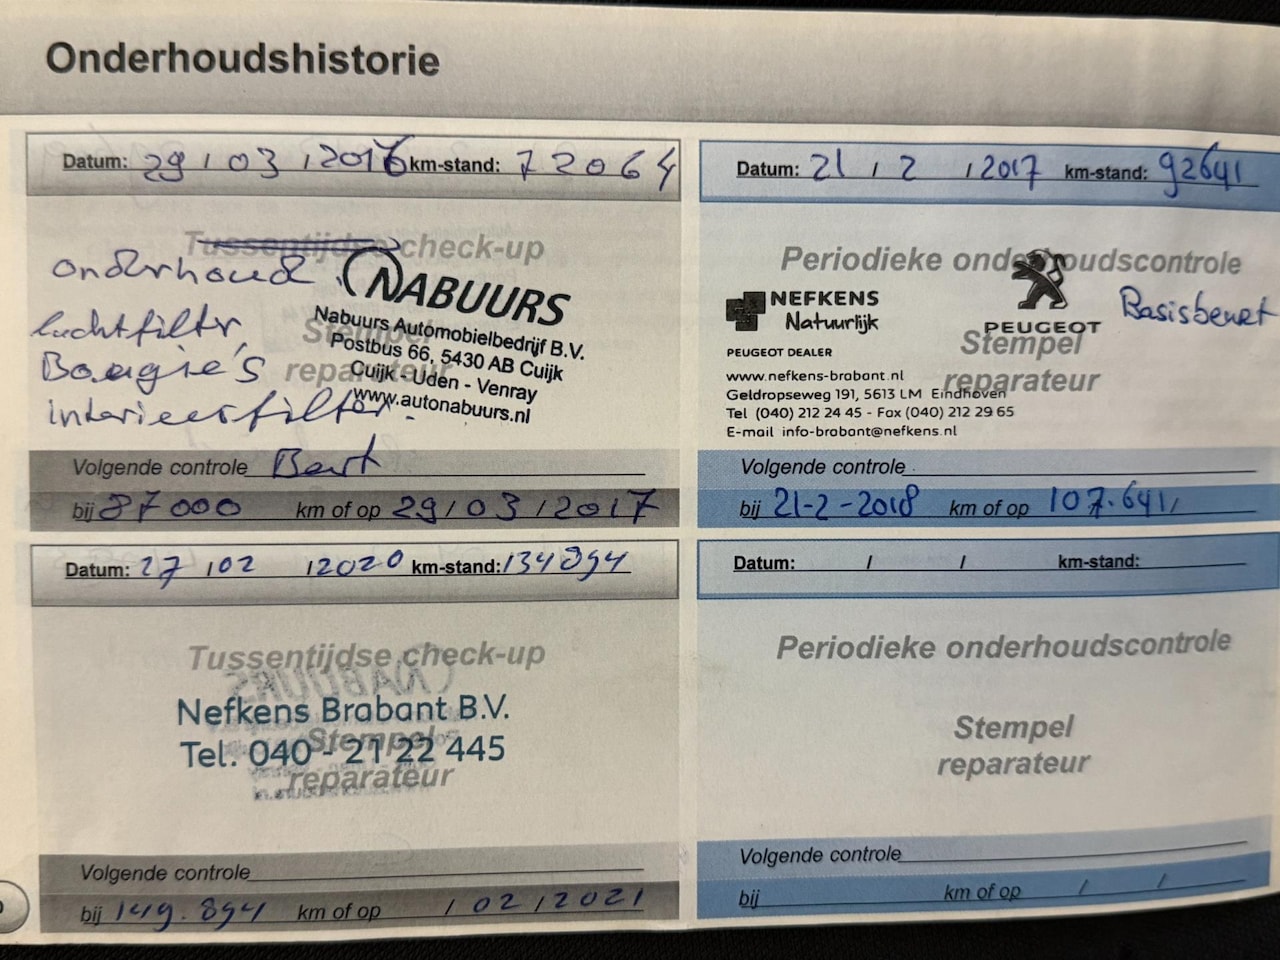 Onderhoudshistorie
Datum: 29 / 03 / 2016 km-stand: 72064
Tussentijdse check-up
onderhoud
luchtfilter,
Bougie's
interieurfilter.
NABUURS
Nabuurs Automobielbedrijf B.V.
Postbus 66, 5430 AB Cuijk
Cuijk - Uden - Venray
www.autonabuurs.nl
Stempel
reparateur
Volgende controle Bart
bij 87000 km of op 29 / 03 / 2017
Datum: 21 / 2 / 2017 km-stand: 92641
Periodieke onderhoudscontrole
NEFKENS
Natuurlijk
PEUGEOT
Basisbeurt
Stempel
reparateur
PEUGEOT DEALER
www.nefkens-brabant.nl
Geldropseweg 191, 5613 LM Eindhoven
Tel (040) 212 24 45 - Fax (040) 212 29 65
E-mail info-brabant@nefkens.nl
Volgende controle
bij 21-2-2018 km of op 107.641,
Datum: 27 / 02 / 2020 km-stand: 134894
Tussentijdse check-up
Nefkens Brabant B.V.
Tel. 040 - 21 22 445
Stempel
reparateur
Volgende controle
bij 149.894 km of op / 02 / 2021
Datum: / / km-stand:
Periodieke onderhoudscontrole
Stempel
reparateur
Volgende controle
bij km of op / /